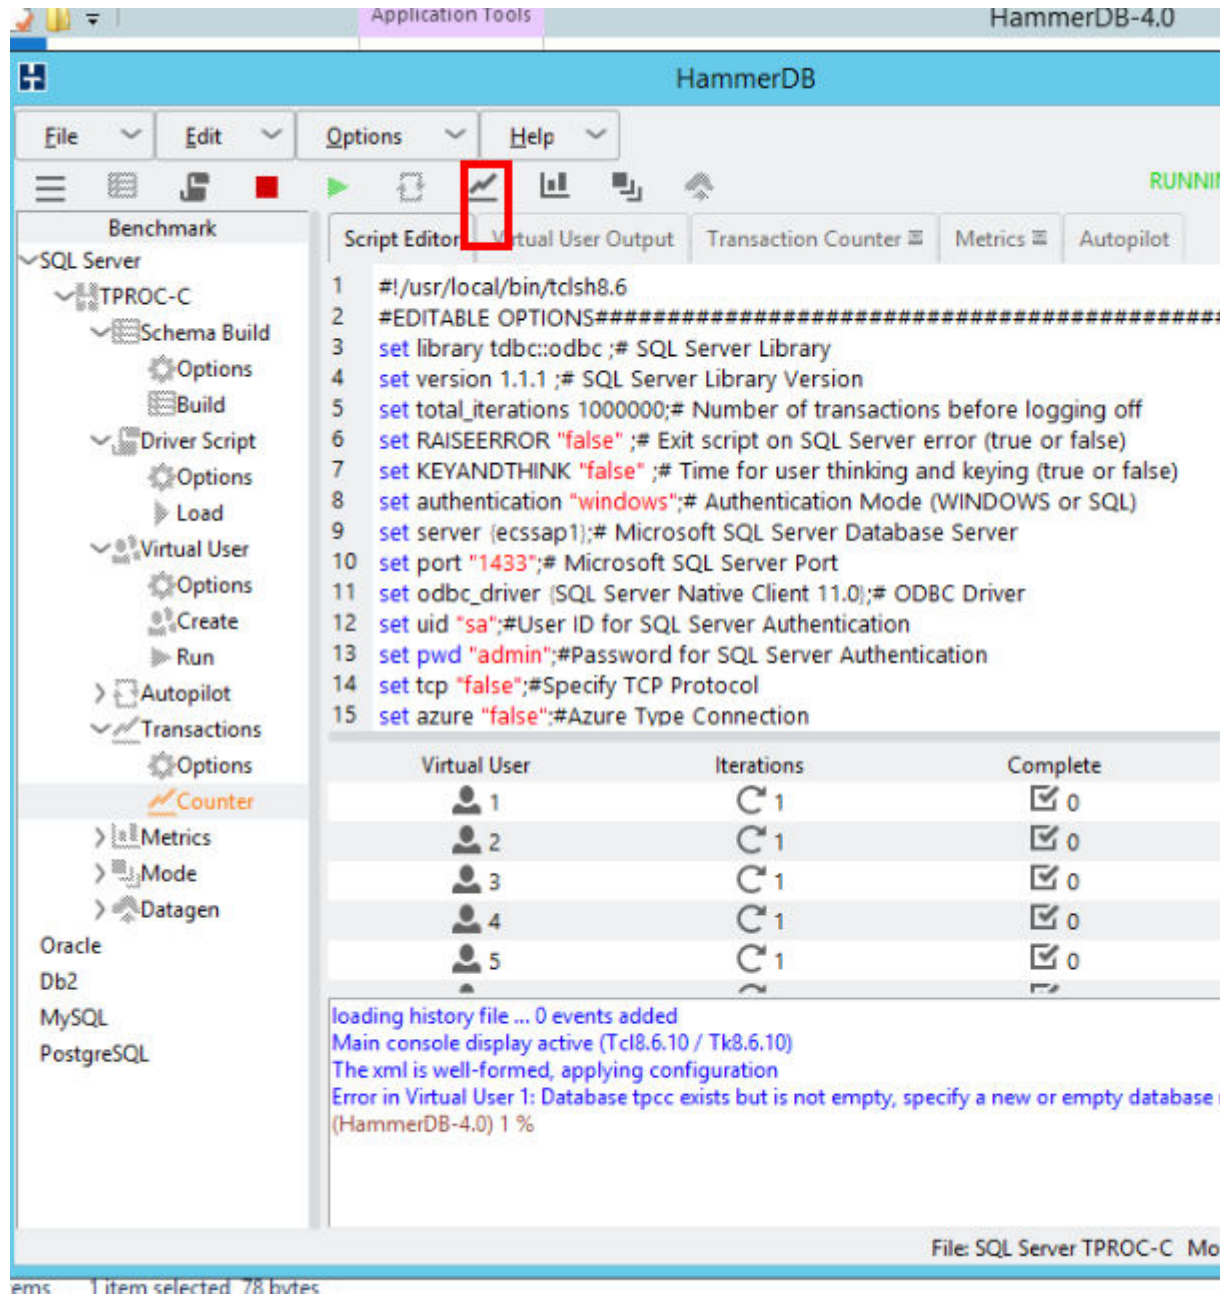 Application Tools
HammerDB-4.0
HammerDB
File
Edit
Options
Help
Benchmark
SQL Server
TPROC-C
Schema Build
Options
Build
Driver Script
Options
Load
Virtual User
Options
Create
Run
Autopilot
Transactions
Options
Counter
Metrics
Mode
Datagen
Oracle
Db2
MySQL
PostgreSQL
Script Editor
Virtual User Output
Transaction Counter
Metrics
Autopilot
1 #!/usr/local/bin/tclsh8.6
2 #EDITABLE OPTIONS############################################
3 set library tdbc::odbc ;# SQL Server Library
4 set version 1.1.1 ;# SQL Server Library Version
5 set total_iterations 1000000;# Number of transactions before logging off
6 set RAISEERROR "false" ;# Exit script on SQL Server error (true or false)
7 set KEYANDTHINK "false" ;# Time for user thinking and keying (true or false)
8 set authentication "windows";# Authentication Mode (WINDOWS or SQL)
9 set server {ecssap1};# Microsoft SQL Server Database Server
10 set port "1433";# Microsoft SQL Server Port
11 set odbc_driver {SQL Server Native Client 11.0};# ODBC Driver
12 set uid "sa";#User ID for SQL Server Authentication
13 set pwd "admin";#Password for SQL Server Authentication
14 set tcp "false";#Specify TCP Protocol
15 set azure "false";#Azure Type Connection
Virtual User Iterations Complete
1 1 0
2 1 0
3 1 0
4 1 0
5 1 0
loading history file ... 0 events added
Main console display active (Tcl8.6.10 / Tk8.6.10)
The xml is well-formed, applying configuration
Error in Virtual User 1: Database tpcc exists but is not empty, specify a new or empty database
(HammerDB-4.0) 1 %
File: SQL Server TPROC-C
1 item selected 78 bytes